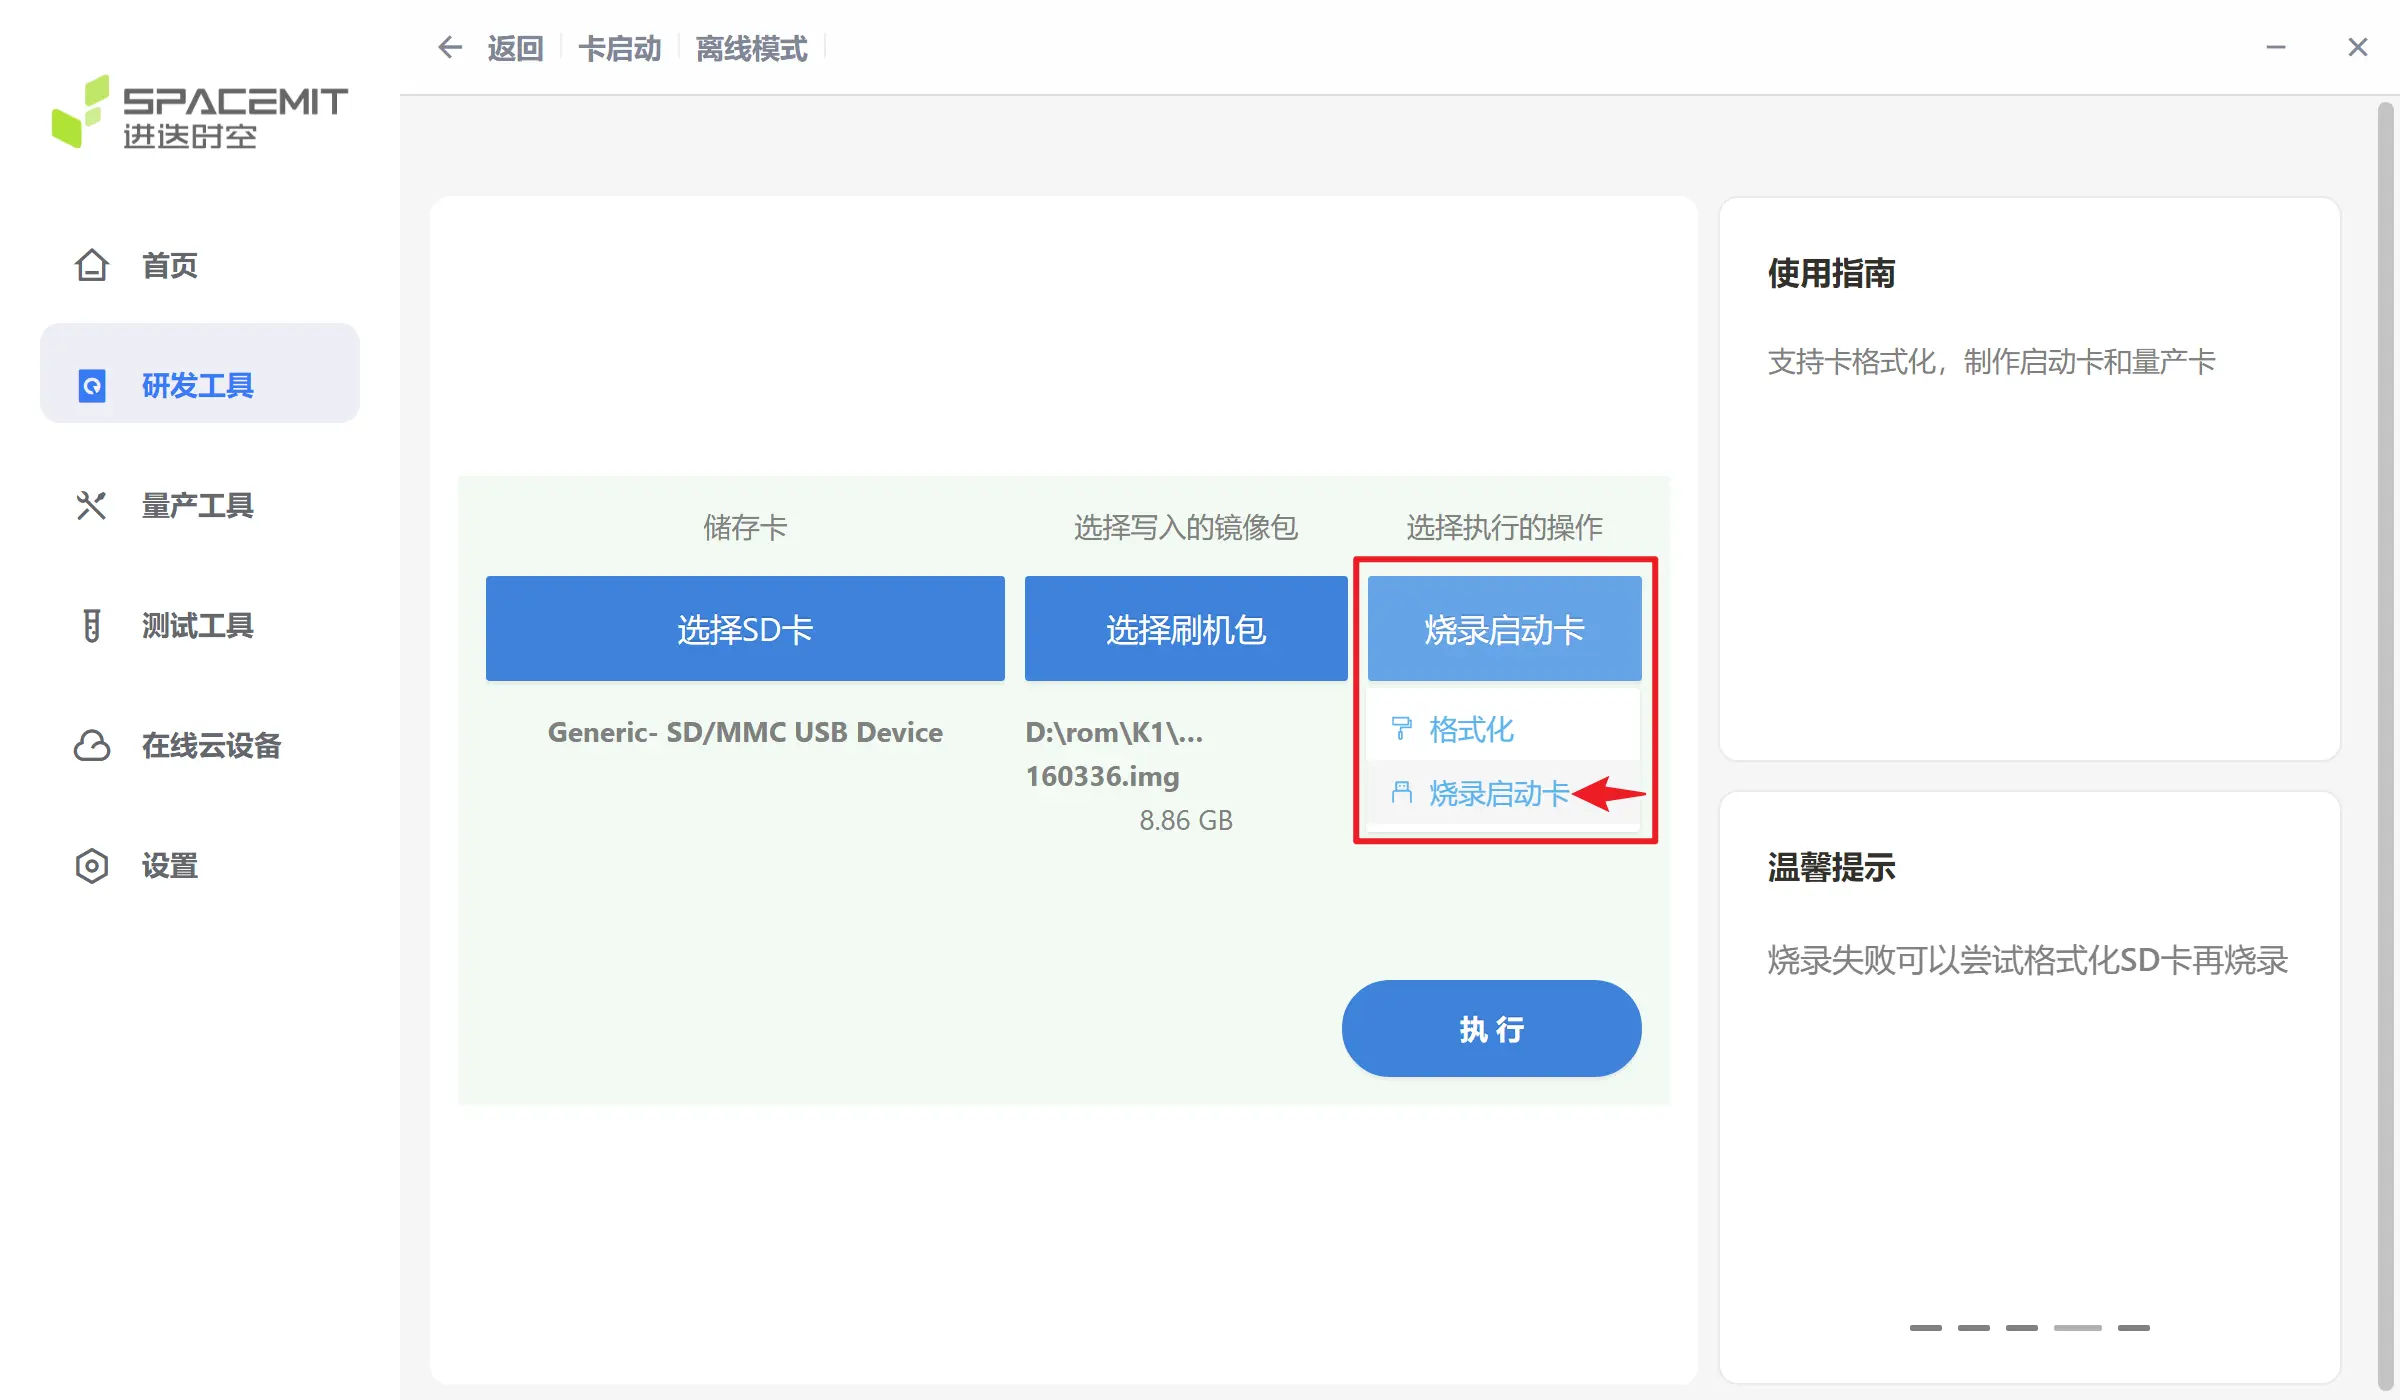 返回
卡启动
离线模式
SPACEMIT
进迭时空
首页
研发工具
量产工具
测试工具
在线云设备
设置
储存卡
选择写入的镜像包
选择执行的操作
选择SD卡
选择刷机包
烧录启动卡
Generic- SD/MMC USB Device
D:\rom\K1\...
160336.img
8.86 GB
格式化
烧录启动卡
执 行
使用指南
支持卡格式化，制作启动卡和量产卡
温馨提示
烧录失败可以尝试格式化SD卡再烧录